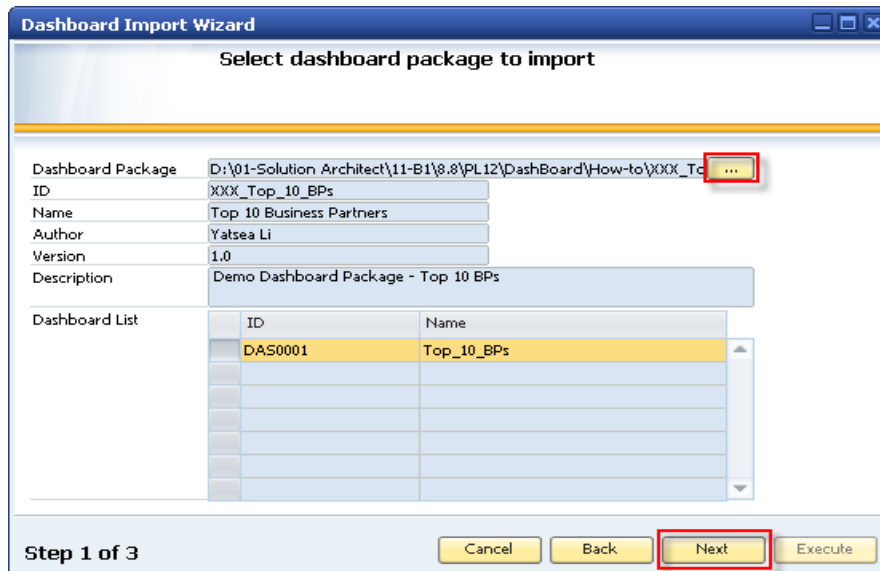 Dashboard Import Wizard
Select dashboard package to import
Dashboard Package D:\01-Solution Architect\11-B1\8.8\PL12\DashBoard\How-to\XXX_To ...
ID XXX_Top_10_BPs
Name Top 10 Business Partners
Author Yatsea Li
Version 1.0
Description Demo Dashboard Package - Top 10 BPs
Dashboard List ID Name
DAS0001 Top_10_BPs
Step 1 of 3 Cancel Back Next Execute